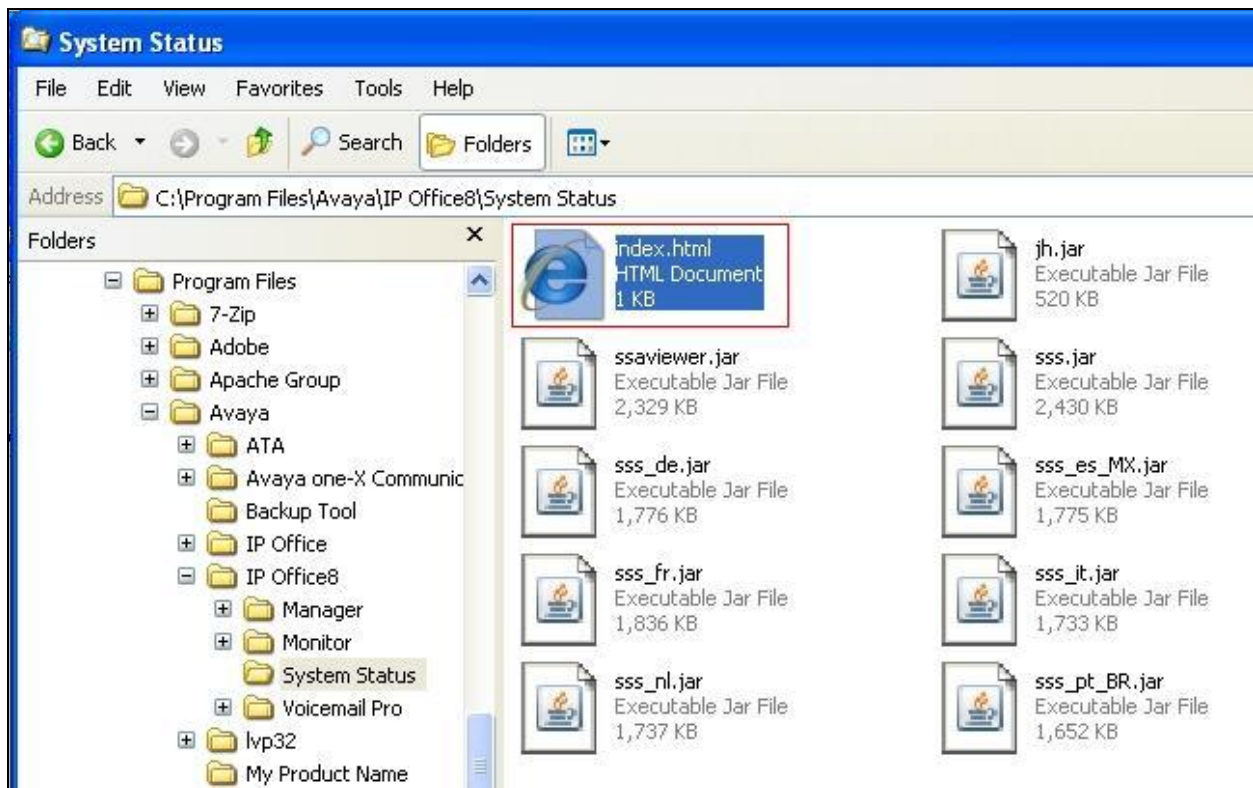 System Status
File Edit View Favorites Tools Help
Back Search Folders
Address C:\Program Files\Avaya\IP Office8\System Status
Folders
Program Files
7-Zip
Adobe
Apache Group
Avaya
ATA
Avaya one-X Communic
Backup Tool
IP Office
IP Office8
Manager
Monitor
System Status
Voicemail Pro
lvp32
My Product Name
index.html
HTML Document
1 KB
jh.jar
Executable Jar File
520 KB
ssaviewer.jar
Executable Jar File
2,329 KB
sss.jar
Executable Jar File
2,430 KB
sss_de.jar
Executable Jar File
1,776 KB
sss_es_MX.jar
Executable Jar File
1,775 KB
sss_fr.jar
Executable Jar File
1,836 KB
sss_it.jar
Executable Jar File
1,733 KB
sss_nl.jar
Executable Jar File
1,737 KB
sss_pt_BR.jar
Executable Jar File
1,652 KB